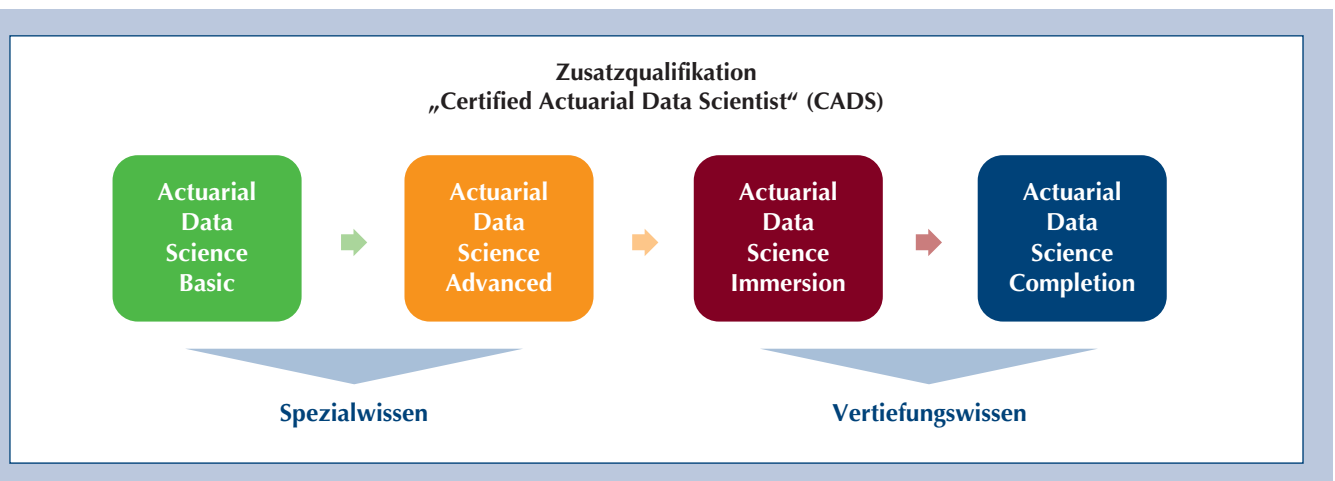 Zusatzqualifikation
„Certified Actuarial Data Scientist“ (CADS)
Actuarial
Data
Science
Basic
Actuarial
Data
Science
Advanced
Actuarial
Data
Science
Immersion
Actuarial
Data
Science
Completion
Spezialwissen
Vertiefungswissen